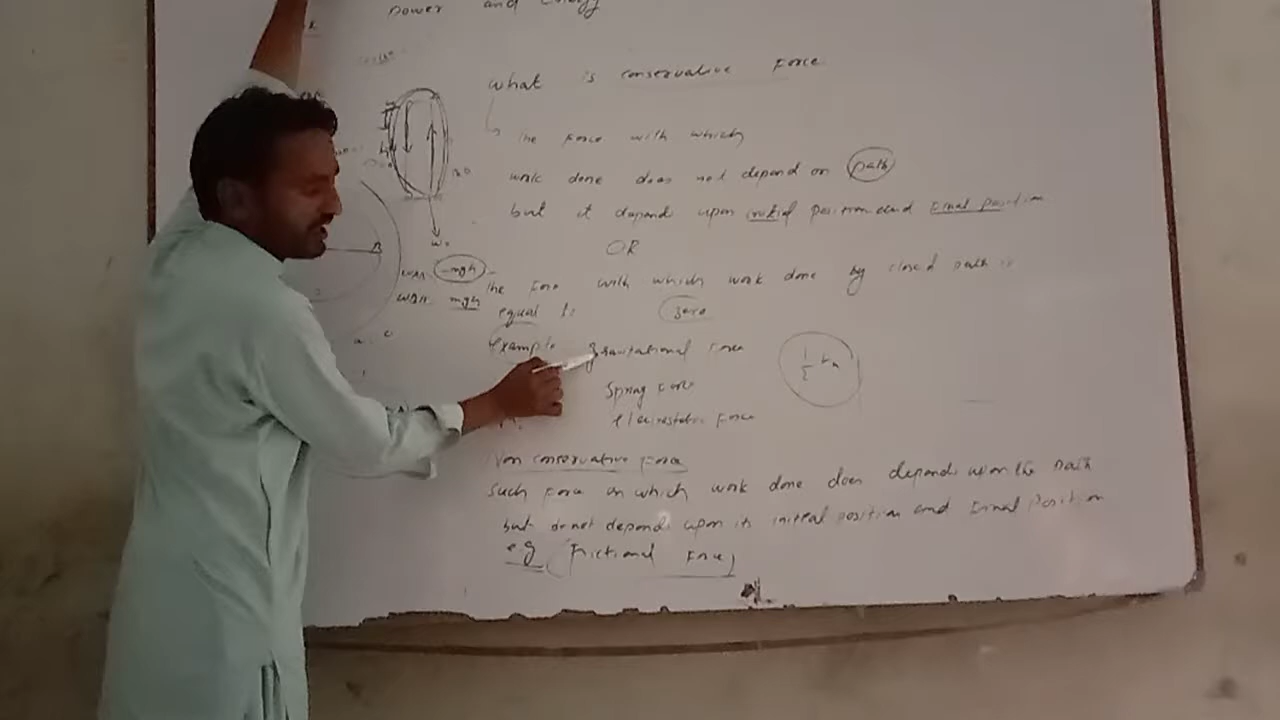 power and Energy
what is conservative Force
The Force with which
work done does not depend on path
but it depend upon initial position and Final position
OR
The Force with which work done by closed path is
equal to zero
Example gravitational Force
Spring Force
Electrostatic Force
Non conservative Force
Such Force on which work done does depends upon the path
but do not depend upon its initial position and Final position
e.g (Frictional Force)
-mgh
mgh